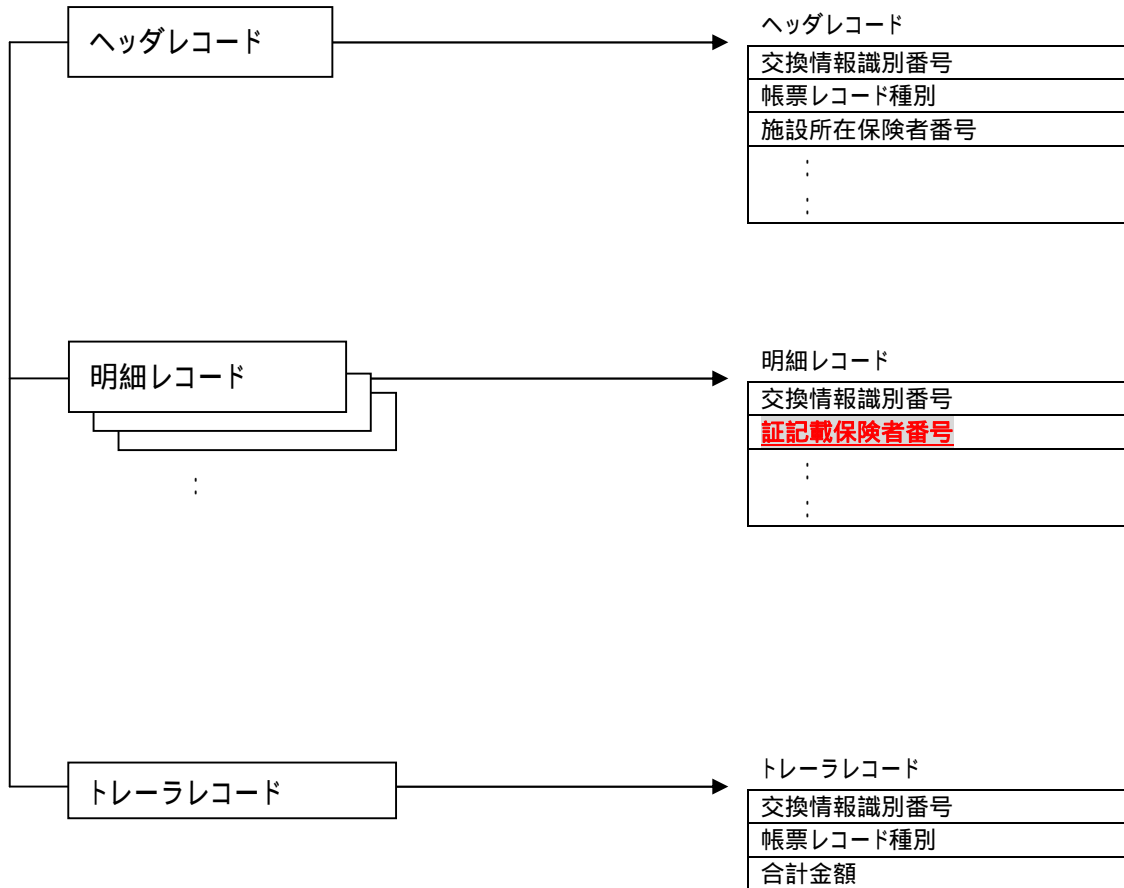 ヘッダレコード
ヘッダレコード
交換情報識別番号
帳票レコード種別
施設所在保険者番号
:
:
明細レコード
:
明細レコード
交換情報識別番号
証記載保険者番号
:
:
トレーラレコード
トレーラレコード
交換情報識別番号
帳票レコード種別
合計金額